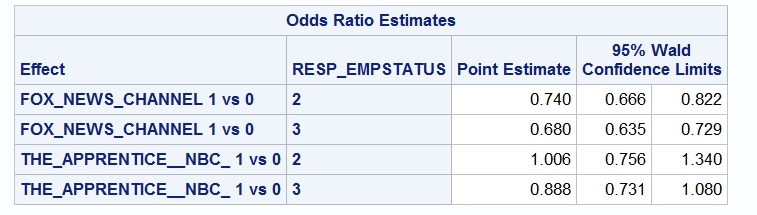 Odds Ratio Estimates
Effect RESP_EMPSTATUS Point Estimate 95% Wald Confidence Limits
FOX_NEWS_CHANNEL 1 vs 0 2 0.740 0.666 0.822
FOX_NEWS_CHANNEL 1 vs 0 3 0.680 0.635 0.729
THE_APPRENTICE__NBC_ 1 vs 0 2 1.006 0.756 1.340
THE_APPRENTICE__NBC_ 1 vs 0 3 0.888 0.731 1.080